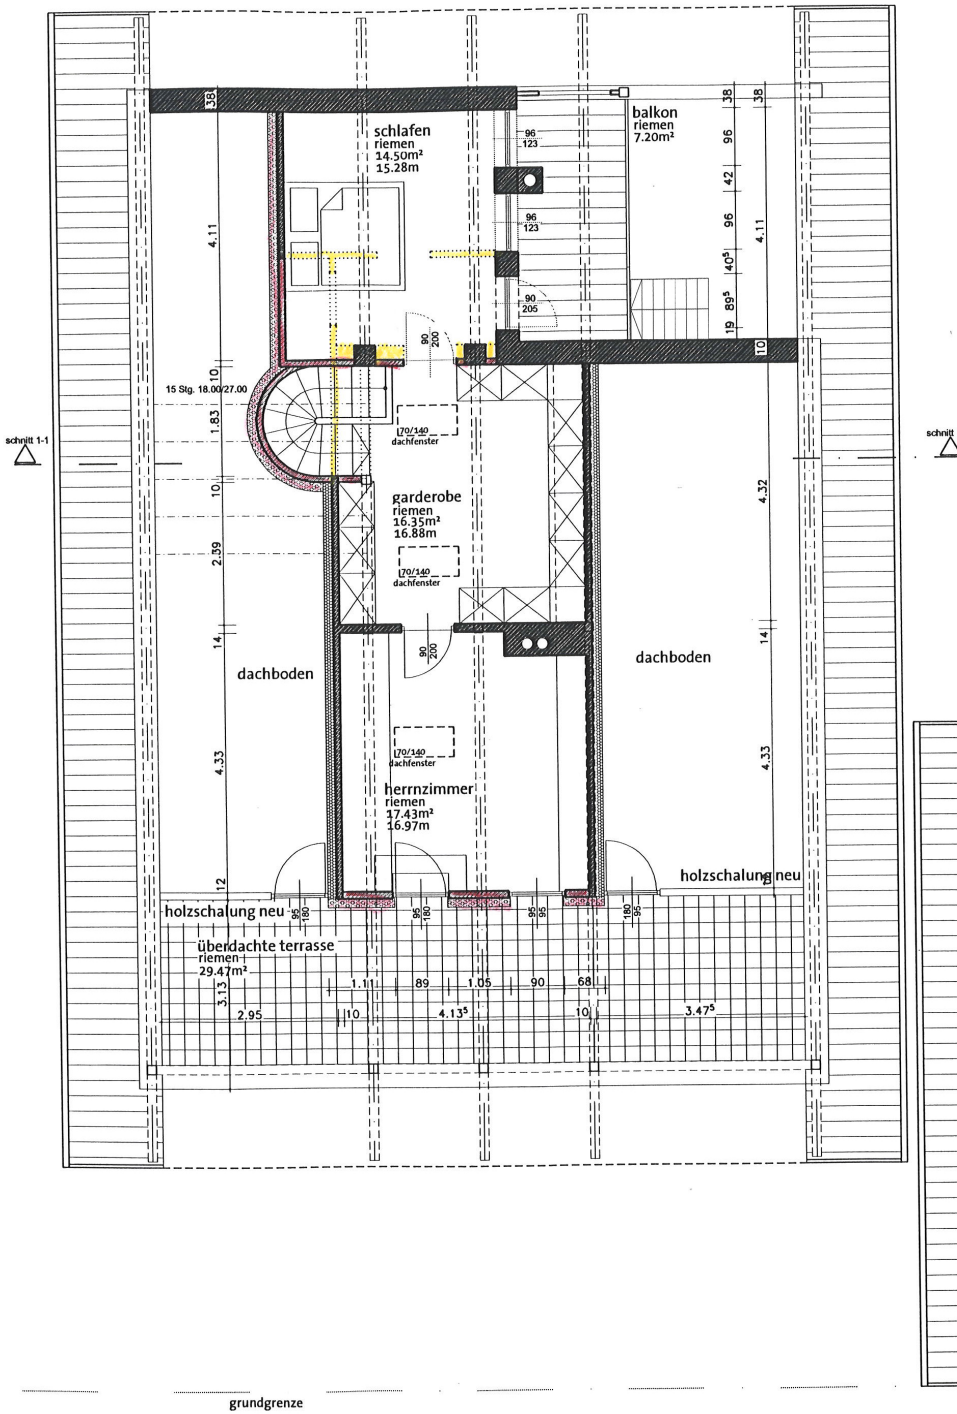 38
schlafen
riemen
14.50m²
15.28m
96
123
balkon
riemen
7.20m²
38
38
96
42
96
123
96
4.11
4.11
40⁵
90
205
89⁵
19
90
200
10
10
15 Stg. 18.00/27.00
1.83
70/140
dachfenster
schnitt 1-1
schnitt
10
garderobe
riemen
16.35m²
16.88m
4.32
2.39
70/140
dachfenster
14
14
90
200
dachboden
dachboden
70/140
dachfenster
4.33
4.33
herrnzimmer
riemen
17.43m²
16.97m
12
holzschalung neu
holzschalung neu
95
180
95
180
95
95
180
95
überdachte terrasse
riemen
29.47m²
3.13
1.11
89
1.05
90
68
2.95
10
4.13⁵
10
3.47⁵
grundgrenze